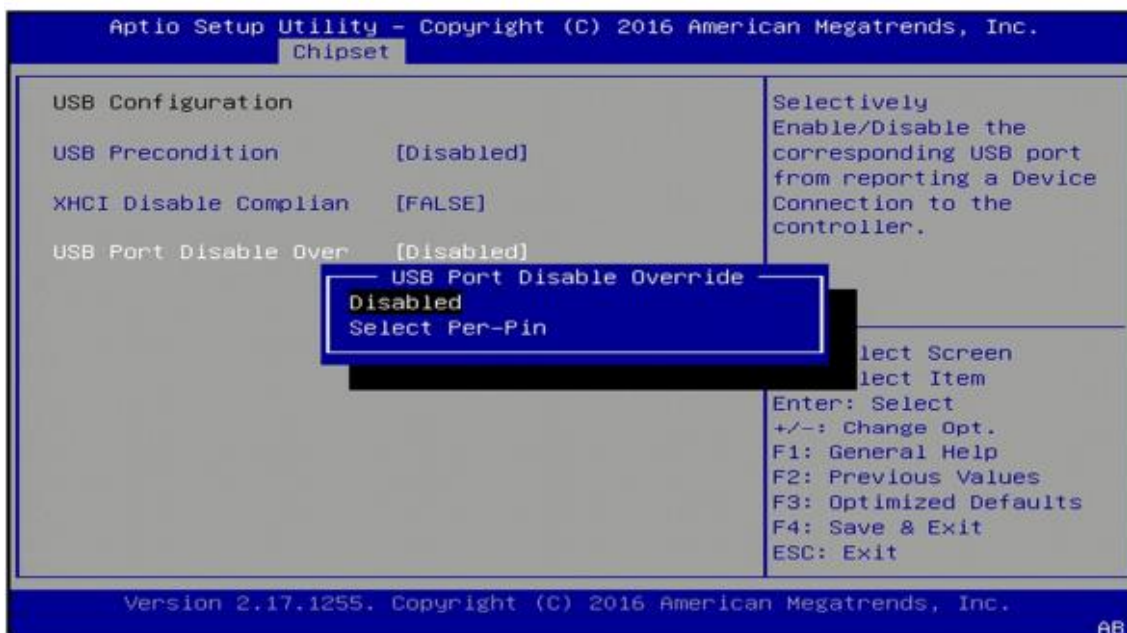 Aptio Setup Utility – Copyright (C) 2016 American Megatrends, Inc.
Chipset
USB Configuration
USB Precondition [Disabled]
XHCI Disable Complian [FALSE]
USB Port Disable Over [Disabled]
USB Port Disable Override
Disabled
Select Per-Pin
Selectively
Enable/Disable the
corresponding USB port
from reporting a Device
Connection to the
controller.
lect Screen
lect Item
Enter: Select
+/-: Change Opt.
F1: General Help
F2: Previous Values
F3: Optimized Defaults
F4: Save & Exit
ESC: Exit
Version 2.17.1255. Copyright (C) 2016 American Megatrends, Inc.
AB